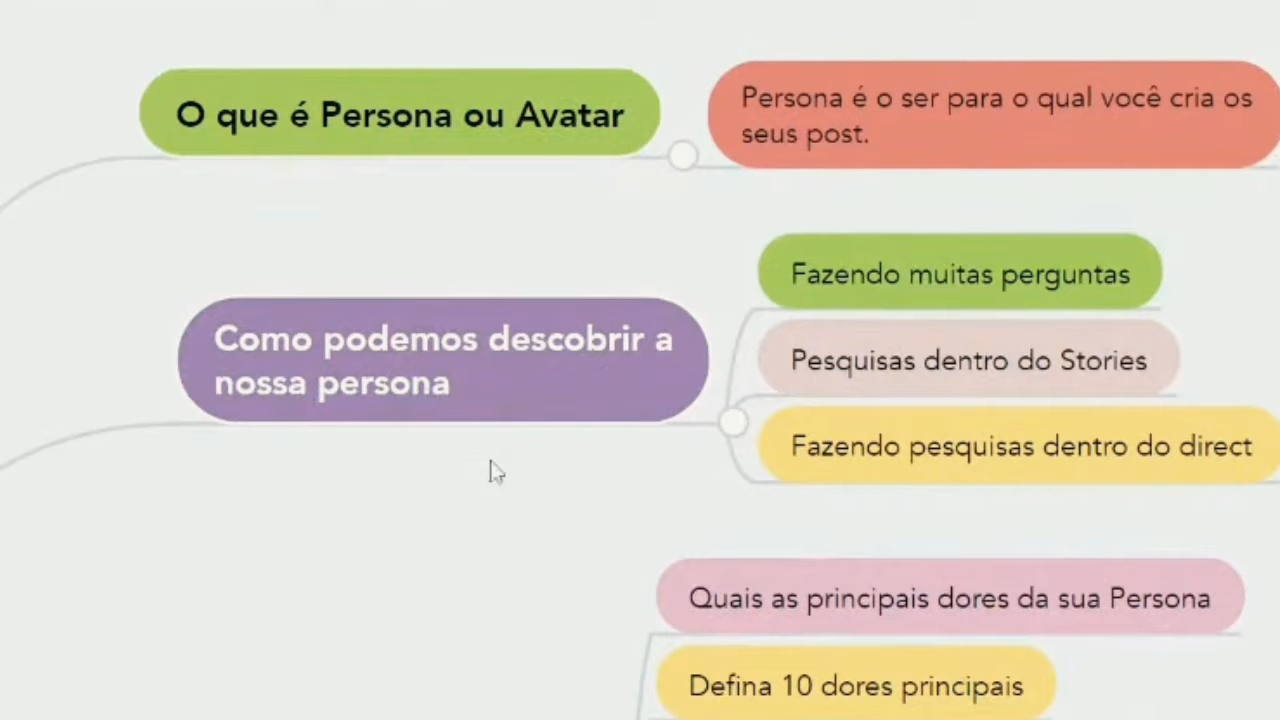 O que é Persona ou Avatar
Persona é o ser para o qual você cria os
seus post.
Como podemos descobrir a
nossa persona
Fazendo muitas perguntas
Pesquisas dentro do Stories
Fazendo pesquisas dentro do direct
Quais as principais dores da sua Persona
Defina 10 dores principais